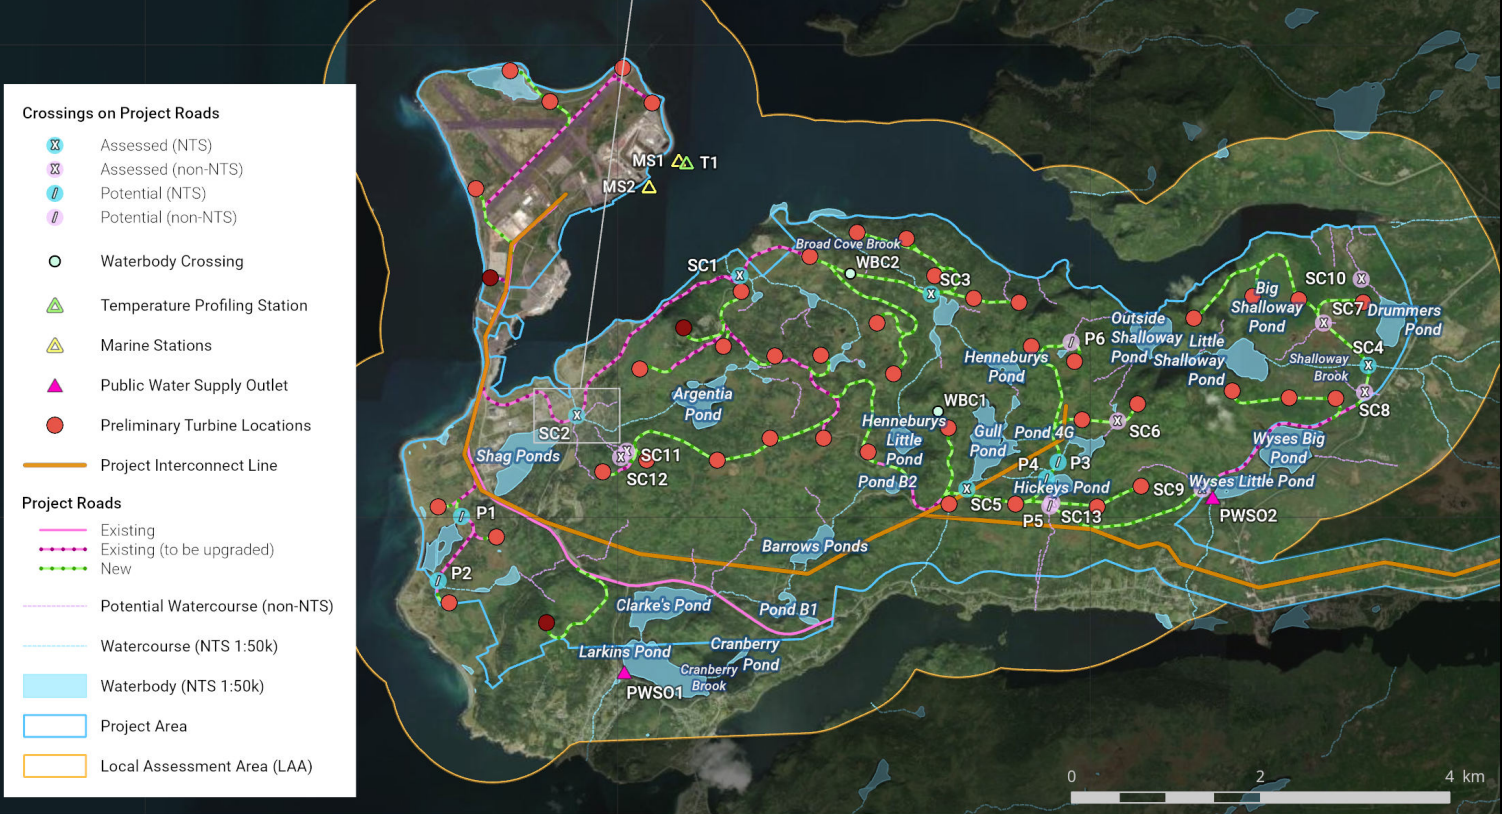 Crossings on Project Roads
Assessed (NTS)
Assessed (non-NTS)
Potential (NTS)
Potential (non-NTS)
Waterbody Crossing
Temperature Profiling Station
Marine Stations
Public Water Supply Outlet
Preliminary Turbine Locations
Project Interconnect Line
Project Roads
Existing
Existing (to be upgraded)
New
Potential Watercourse (non-NTS)
Watercourse (NTS 1:50k)
Waterbody (NTS 1:50k)
Project Area
Local Assessment Area (LAA)
MS1
T1
MS2
Broad Cove Brook
WBC2
SC1
SC3
SC10
Big
Shalloway
Pond
SC7
Drummers
Pond
Outside
Shalloway
Pond
Little
Shalloway
Pond
P6
SC4
Shalloway
Brook
Henneburys
Pond
SC8
Argentia
Pond
WBC1
Henneburys
Little
Pond
Gull
Pond
Pond 4G
SC6
SC2
Shag Ponds
SC11
SC12
Wyses Big
Pond
P4
P3
Pond B2
Hickeys Pond
SC9
Wyses Little Pond
SC5
P5
SC13
PWSO2
P1
Barrows Ponds
P2
Clarke's Pond
Pond B1
Larkins Pond
Cranberry
Pond
Cranberry
Brook
PWSO1
0
2
4 km